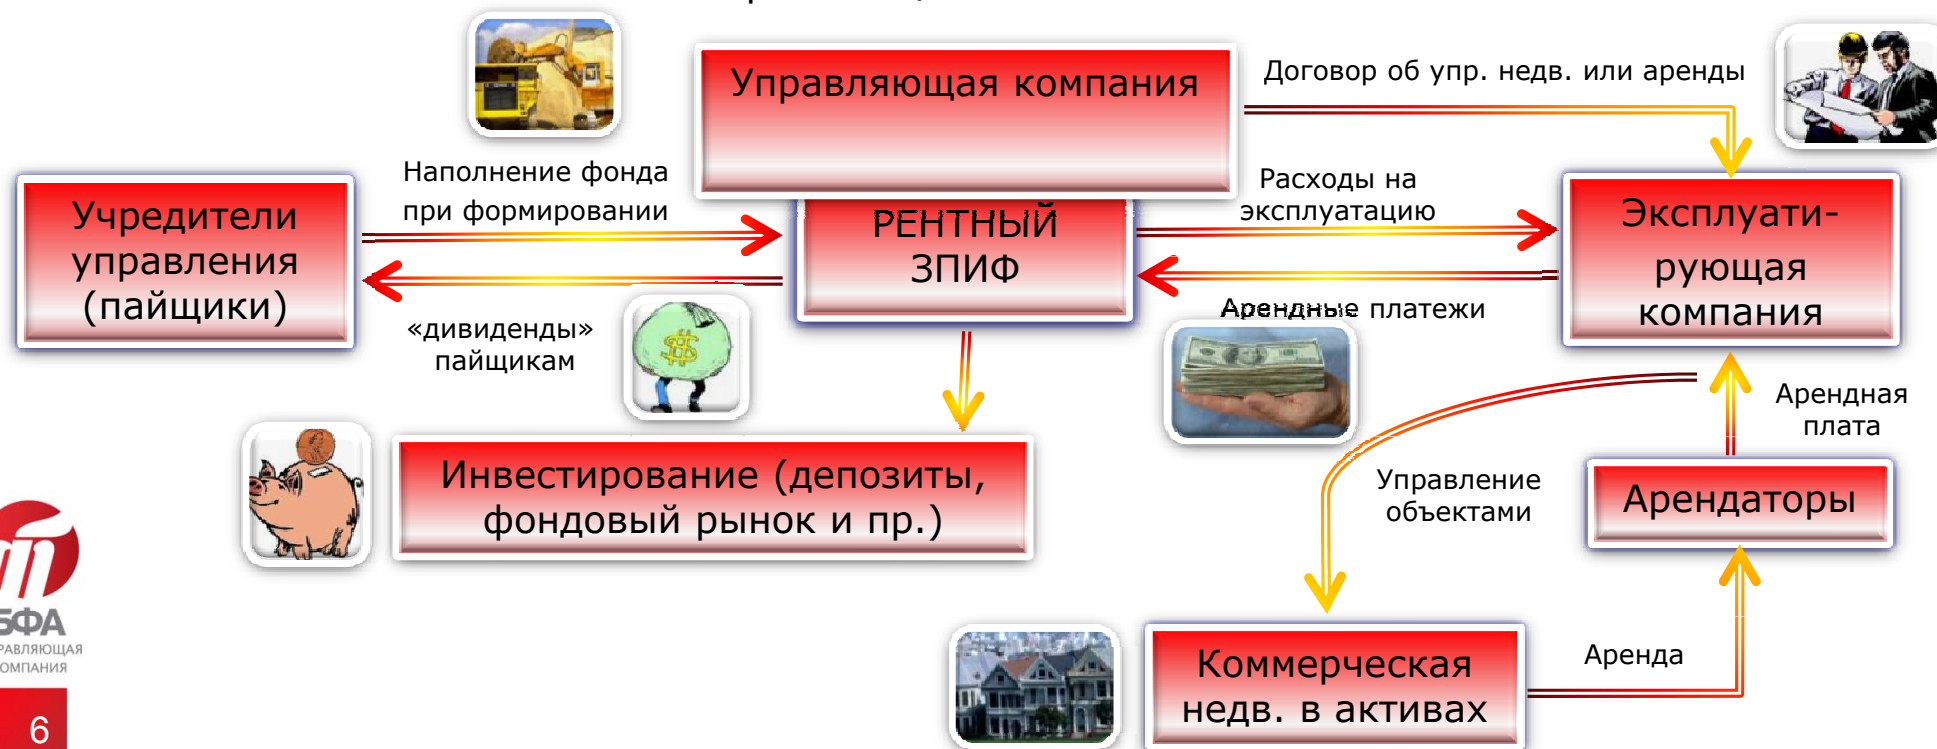 Управляющая компания
Договор об упр. недв. или аренды
Наполнение фонда
при формировании
Учредители
управления
(пайщики)
РЕНТНЫЙ
ЗПИФ
Расходы на
эксплуатацию
Эксплуати-
рующая
компания
«дивиденды»
пайщикам
Арендные платежи
Арендная
плата
Инвестирование (депозиты,
фондовый рынок и пр.)
Управление
объектами
Арендаторы
БФА
Коммерческая
недв. в активах
Аренда
6